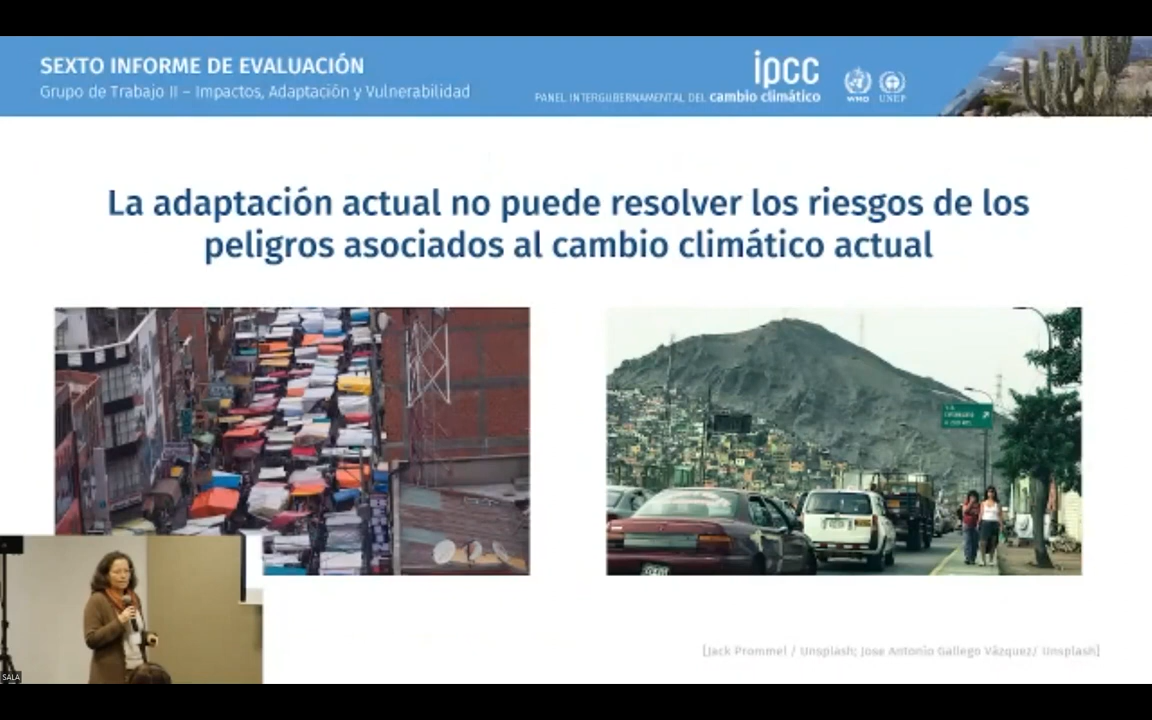 SEXTO INFORME DE EVALUACIÓN
Grupo de Trabajo II – Impactos, Adaptación y Vulnerabilidad
ipcc
PANEL INTERGUBERNAMENTAL DEL cambio climático
WMO
UNEP
La adaptación actual no puede resolver los riesgos de los
peligros asociados al cambio climático actual
[Jack Prommel / Unsplash; Jose Antonio Gallego Vázquez/ Unsplash]
SALA